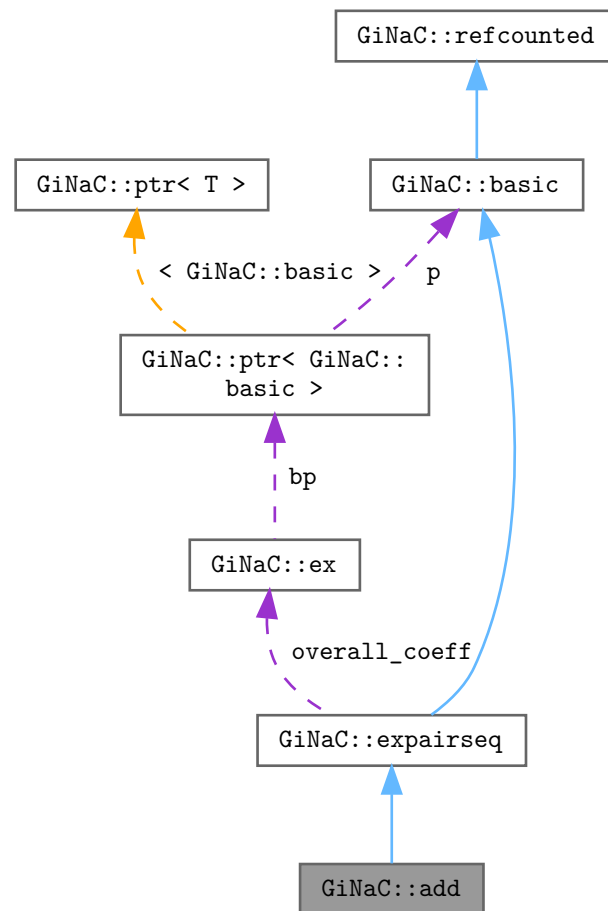 GiNaC::refcounted
GiNaC::ptr< T >
GiNaC::basic
< GiNaC::basic >
p
GiNaC::ptr< GiNaC::
basic >
bp
GiNaC::ex
overall_coeff
GiNaC::expairseq
GiNaC::add